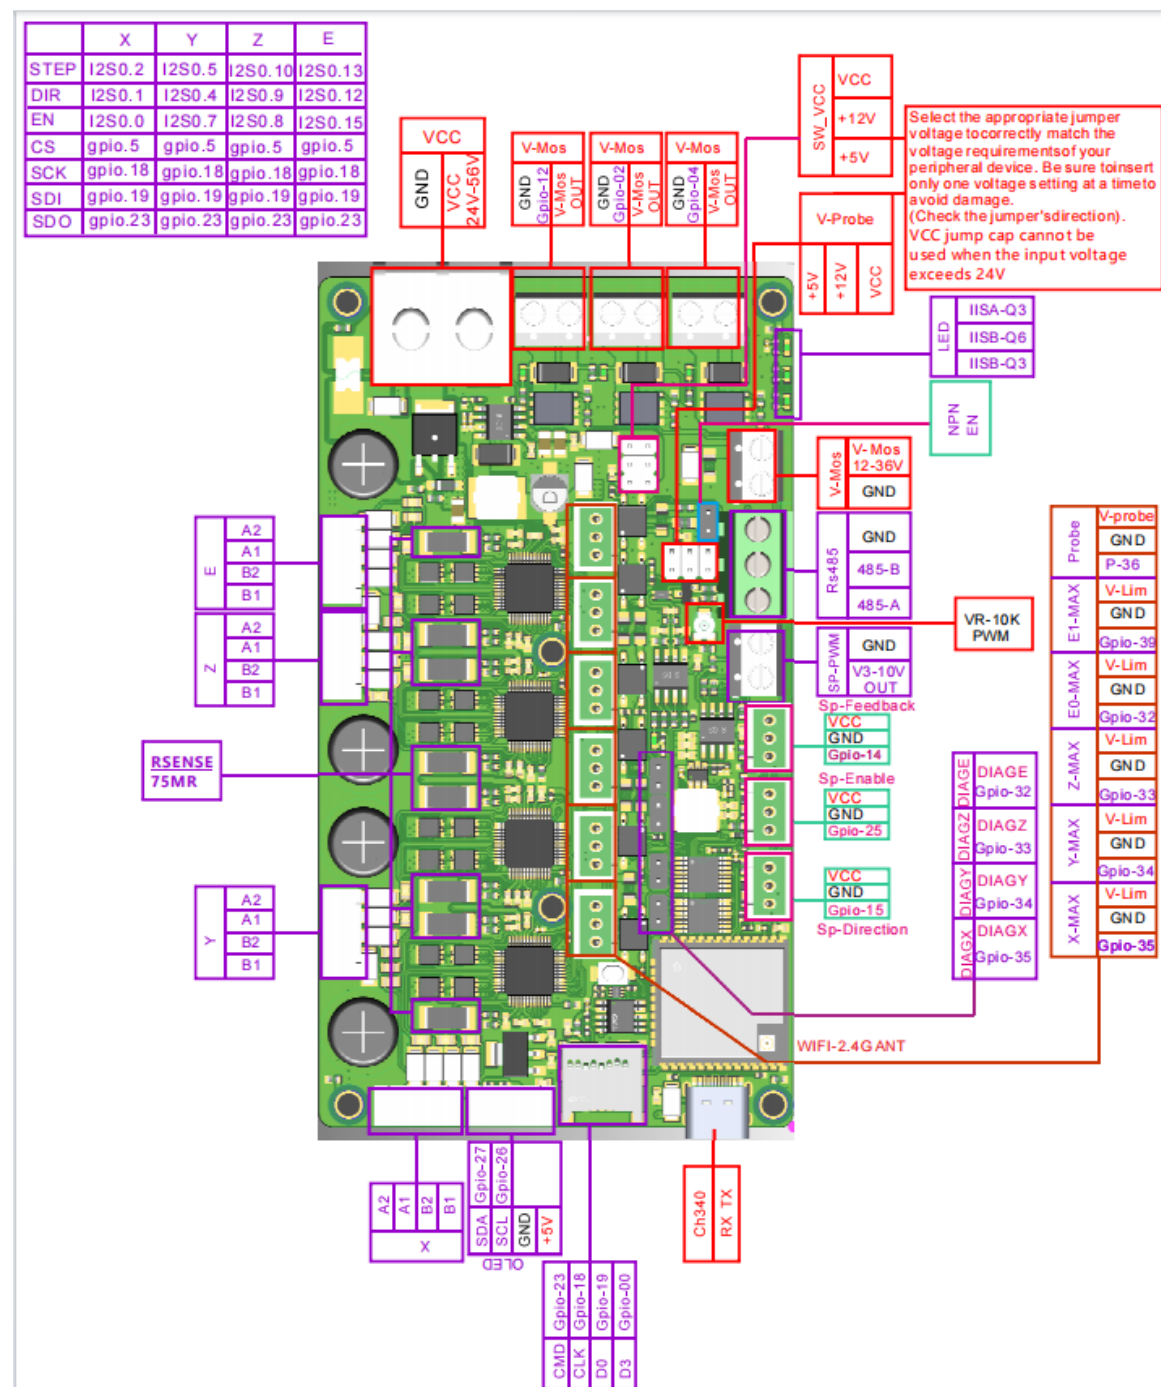 X Y Z E
STEP I2S0.2 I2S0.5 I2S0.10 I2S0.13
DIR I2S0.1 I2S0.4 I2S0.9 I2S0.12
EN I2S0.0 I2S0.7 I2S0.8 I2S0.15
CS gpio.5 gpio.5 gpio.5 gpio.5
SCK gpio.18 gpio.18 gpio.18 gpio.18
SDI gpio.19 gpio.19 gpio.19 gpio.19
SDO gpio.23 gpio.23 gpio.23 gpio.23
VCC
GND
VCC
24V-56V
V-Mos
GND
Gpio-12
V-Mos
OUT
V-Mos
GND
Gpio-02
V-Mos
OUT
V-Mos
GND
Gpio-04
V-Mos
OUT
SW_VCC
VCC
+12V
+5V
V-Probe
+5V
+12V
VCC
Select the appropriate jumper
voltage tocorrectly match the
voltage requirementsof your
peripheral device. Be sure toinsert
only one voltage setting at a timeto
avoid damage.
(Check the jumper'sdirection).
VCC jump cap cannot be
used when the input voltage
exceeds 24V
LED
IISA-Q3
IISB-Q6
IISB-Q3
NPN
EN
V-Mos
V-Mos
12-36V
GND
Rs485
GND
485-B
485-A
VR-10K
PWM
SP-PWM
GND
V3-10V
OUT
Sp-Feedback
VCC
GND
Gpio-14
Sp-Enable
VCC
GND
Gpio-25
VCC
GND
Gpio-15
Sp-Direction
Probe
V-probe
GND
P-36
E1-MAX
V-Lim
GND
Gpio-39
E0-MAX
V-Lim
GND
Gpio-32
Z-MAX
V-Lim
GND
Gpio-33
Y-MAX
V-Lim
GND
Gpio-34
X-MAX
V-Lim
GND
Gpio-35
DIAGE
DIAGE
Gpio-32
DIAGZ
DIAGZ
Gpio-33
DIAGY
DIAGY
Gpio-34
DIAGX
DIAGX
Gpio-35
WIFI-2.4G ANT
E
A2
A1
B2
B1
Z
A2
A1
B2
B1
RSENSE
75MR
Y
A2
A1
B2
B1
D
A2
A1
B2
B1
X
SDA Gpio-27
SCL Gpio-26
GND
+5V
OLED
CMD Gpio-23
CLK Gpio-18
D0 Gpio-19
D3 Gpio-00
Ch340
RX TX